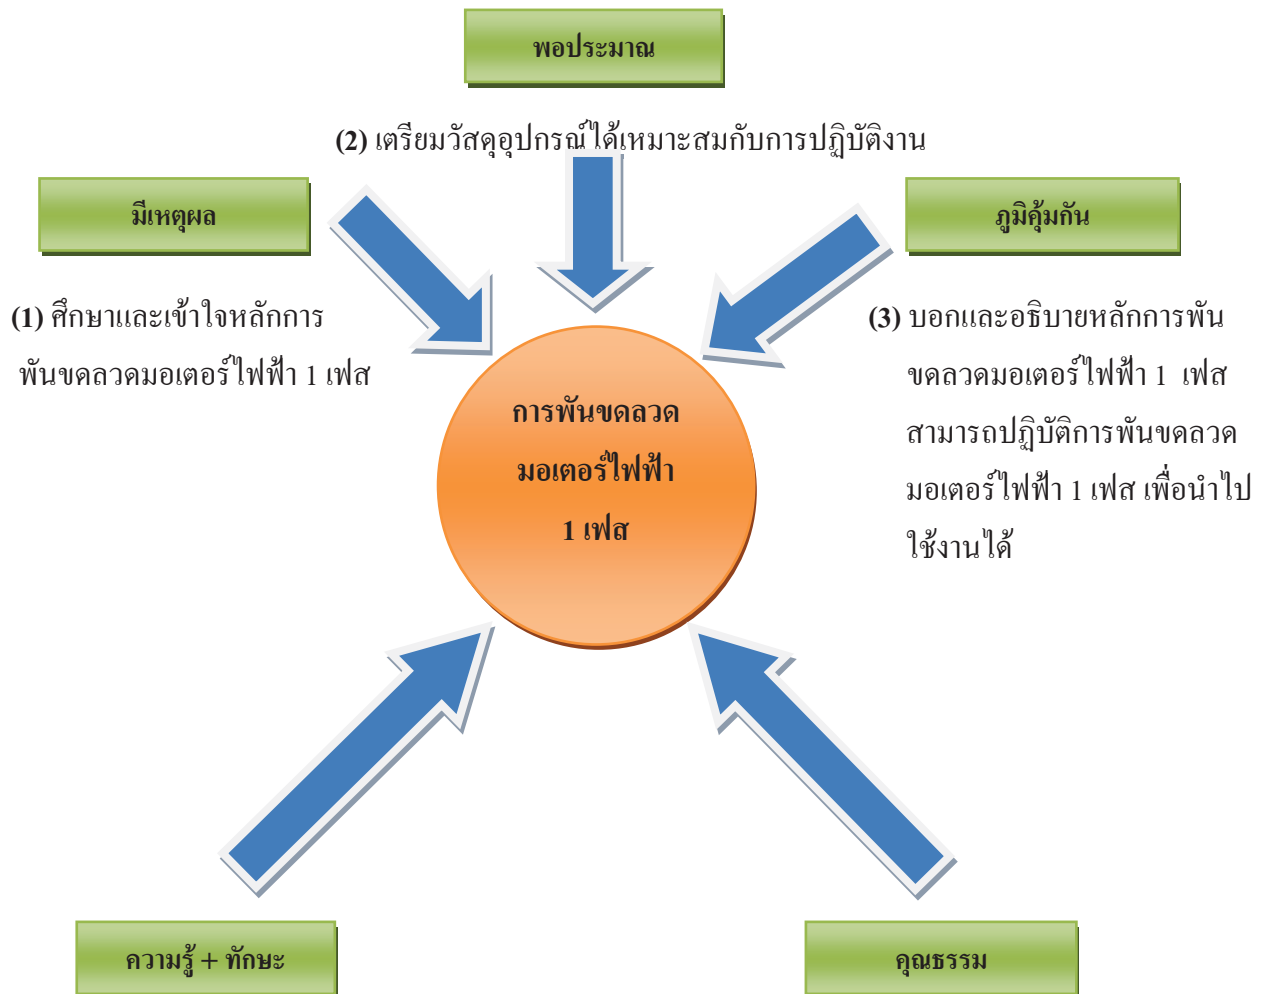 พอประมาณ
(2) เตรียมวัสดุอุปกรณ์ได้เหมาะสมกับการปฏิบัติงาน
มีเหตุผล
ภูมิคุ้มกัน
(1) ศึกษาและเข้าใจหลักการ
พันขดลวดมอเตอร์ไฟฟ้า 1 เฟส
(3) บอกและอธิบายหลักการพัน
ขดลวดมอเตอร์ไฟฟ้า 1 เฟส
สามารถปฏิบัติการพันขดลวด
มอเตอร์ไฟฟ้า 1 เฟส เพื่อนำไป
ใช้งานได้
การพันขดลวด
มอเตอร์ไฟฟ้า
1 เฟส
ความรู้ + ทักษะ
คุณธรรม